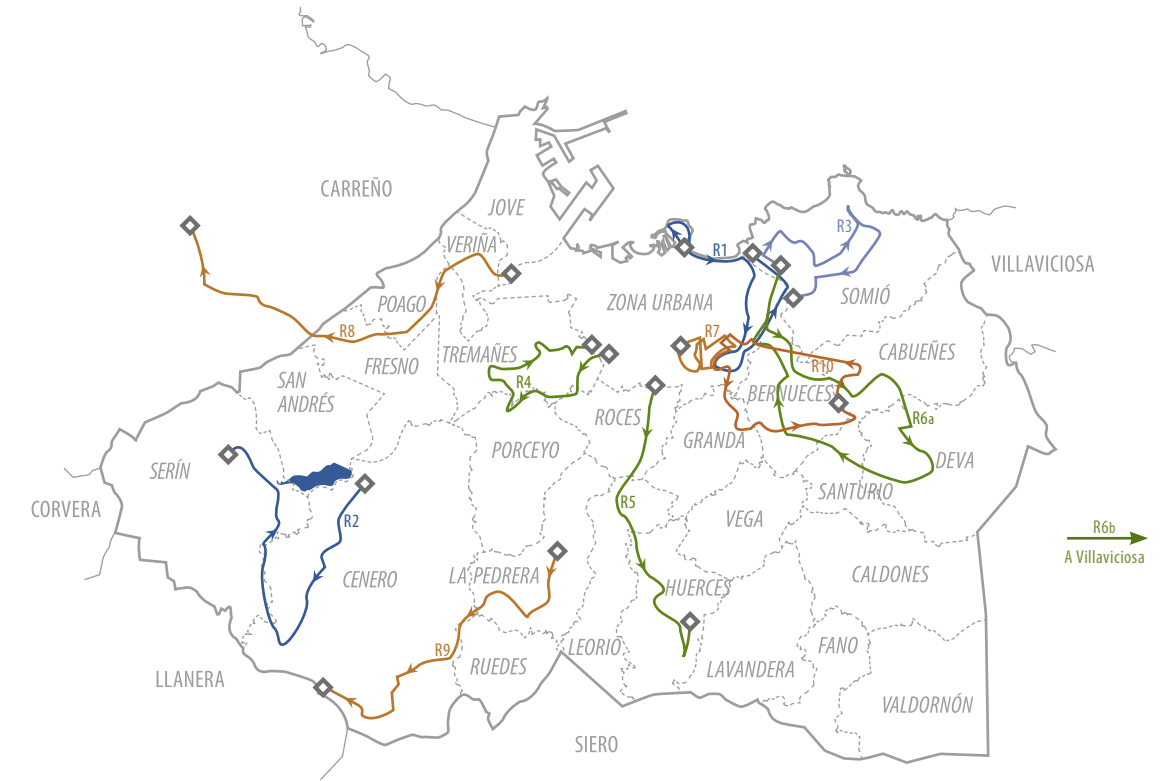 CARREÑO
JOVE
R3
VERIÑA
R1
VILLAVICIOSA
POAGO
ZONA URBANA
SOMIÓ
R8
R7
TREMAÑES
CABUEÑES
FRESNO
R10
SAN
ANDRÉS
R4
BERNUECES
ROCES
R6a
GRANDA
PORCEYO
DEVA
SERÍN
SANTURIO
CORVERA
R5
R2
VEGA
R6b
A Villaviciosa
CENERO
LA PEDRERA
CALDONES
HUERCES
FANO
LEORIO
R9
RUEDES
LAVANDERA
LLANERA
VALDORNÓN
SIERO